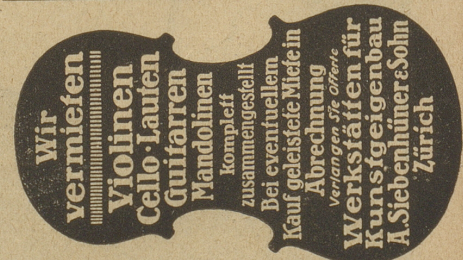 Wir
vermieten
Violinen
Cello·Lauten
Guitarren
Mandolinen
komplett
zusammengestellt
Bei eventuellem
Kauf geleistete Miete in
Abrechnung
Verlangen Sie Offerte
Werkstätten für
Kunstgeigenbau
A. Siebenhüner & Sohn
Zürich